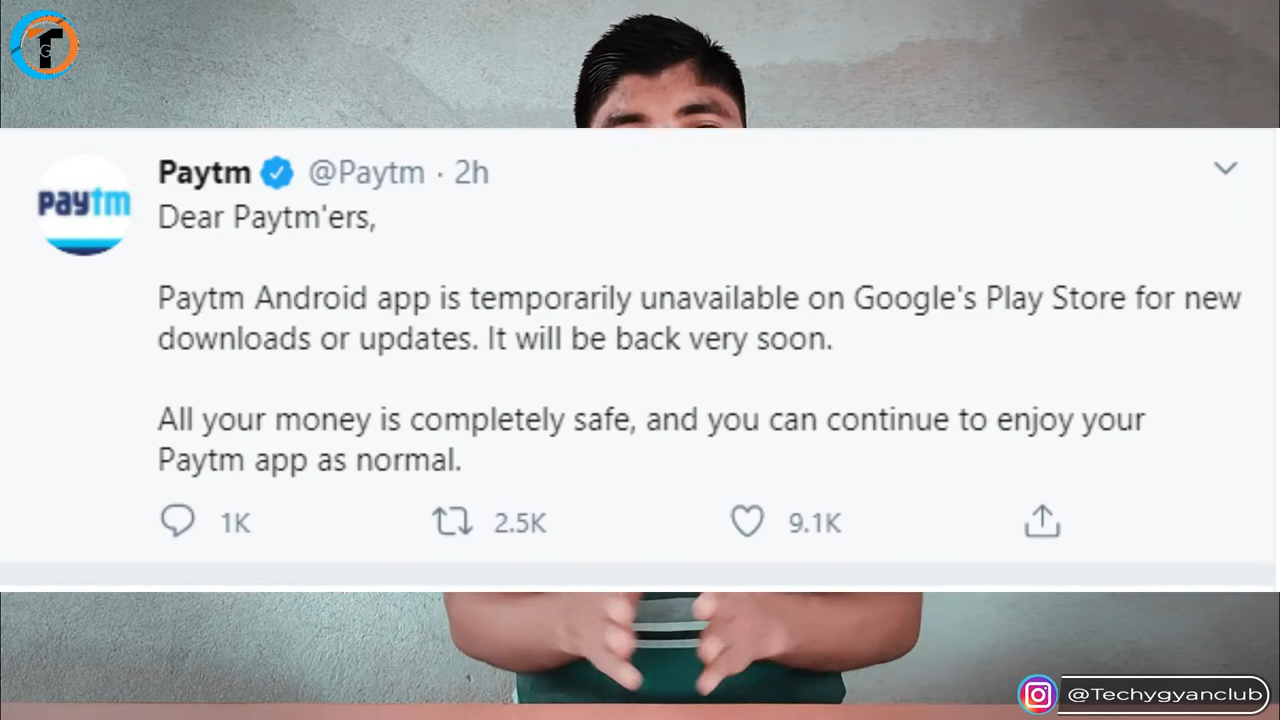 TG
paytm
Paytm @Paytm · 2h
Dear Paytm'ers,
Paytm Android app is temporarily unavailable on Google's Play Store for new
downloads or updates. It will be back very soon.
All your money is completely safe, and you can continue to enjoy your
Paytm app as normal.
1K 2.5K 9.1K
@Techygyanclub